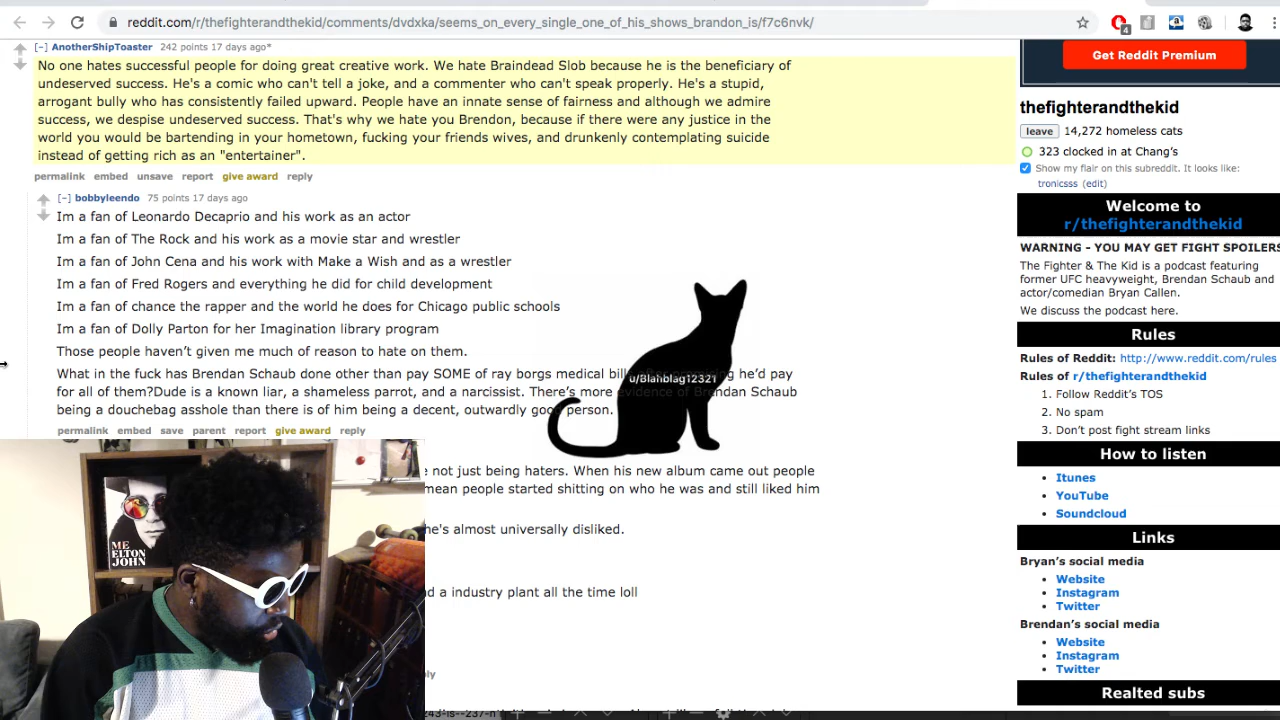 reddit.com/r/thefighterandthekid/comments/dvdxka/seems_on_every_single_one_of_his_shows_brandon_is/f7c6nvk/
4
[–] AnotherShipToaster 242 points 17 days ago*
No one hates successful people for doing great creative work. We hate Brindead Slob because he is the beneficiary of
undeserved success. He's a comic who can't tell a joke, and a commenter who can't speak properly. He's a stupid,
arrogant bully who has consistently failed upward. People have an innate sense of fairness and although we admire
success, we despise undeserved success. That's why we hate you Brendon, because if there were any justice in the
world you would be bartending in your hometown, fucking your friends wives, and drunkenly contemplating suicide
instead of getting rich as an "entertainer".
permalink embed unsave report give award reply
[–] bobbyleendo 75 points 17 days ago
Im a fan of Leonardo Decaprio and his work as an actor
Im a fan of The Rock and his work as a movie star and wrestler
Im a fan of John Cena and his work with Make a Wish and as a wrestler
Im a fan of Fred Rogers and everything he did for child development
Im a fan of chance the rapper and the world he does for Chicago public schools
Im a fan of Dolly Parton for her Imagination library program
Those people haven't given me much of reason to hate on them.
What in the fuck has Brendan Schaub done other than pay SOME of ray borgs medical bill he'd pay
u/Blahblag12321
for all of them?Dude is a known liar, a shameless parrot, and a narcissist. There's more of Brendan Schaub
being a douchebag asshole than there is of him being a decent, outwardly good person.
permalink embed save parent report give award reply
not just being haters. When his new album came out people
mean people started shitting on who he was and still liked him
he's almost universally disliked.
a industry plant all the time loll
ME
ELTON
JOHN
Get Reddit Premium
thefighterandthekid
leave 14,272 homeless cats
323 clocked in at Chang's
Show my flair on this subreddit. It looks like:
tronicsss (edit)
Welcome to
r/thefighterandthekid
WARNING - YOU MAY GET FIGHT SPOILERS
The Fighter & The Kid is a podcast featuring
former UFC heavyweight, Brendan Schaub and
actor/comedian Bryan Callen.
We discuss the podcast here.
Rules
Rules of Reddit: http://www.reddit.com/rules
Rules of r/thefighterandthekid
1. Follow Reddit's TOS
2. No spam
3. Don't post fight stream links
How to listen
Itunes
YouTube
Soundcloud
Links
Bryan's social media
Website
Instagram
Twitter
Brendan's social media
Website
Instagram
Twitter
Realted subs